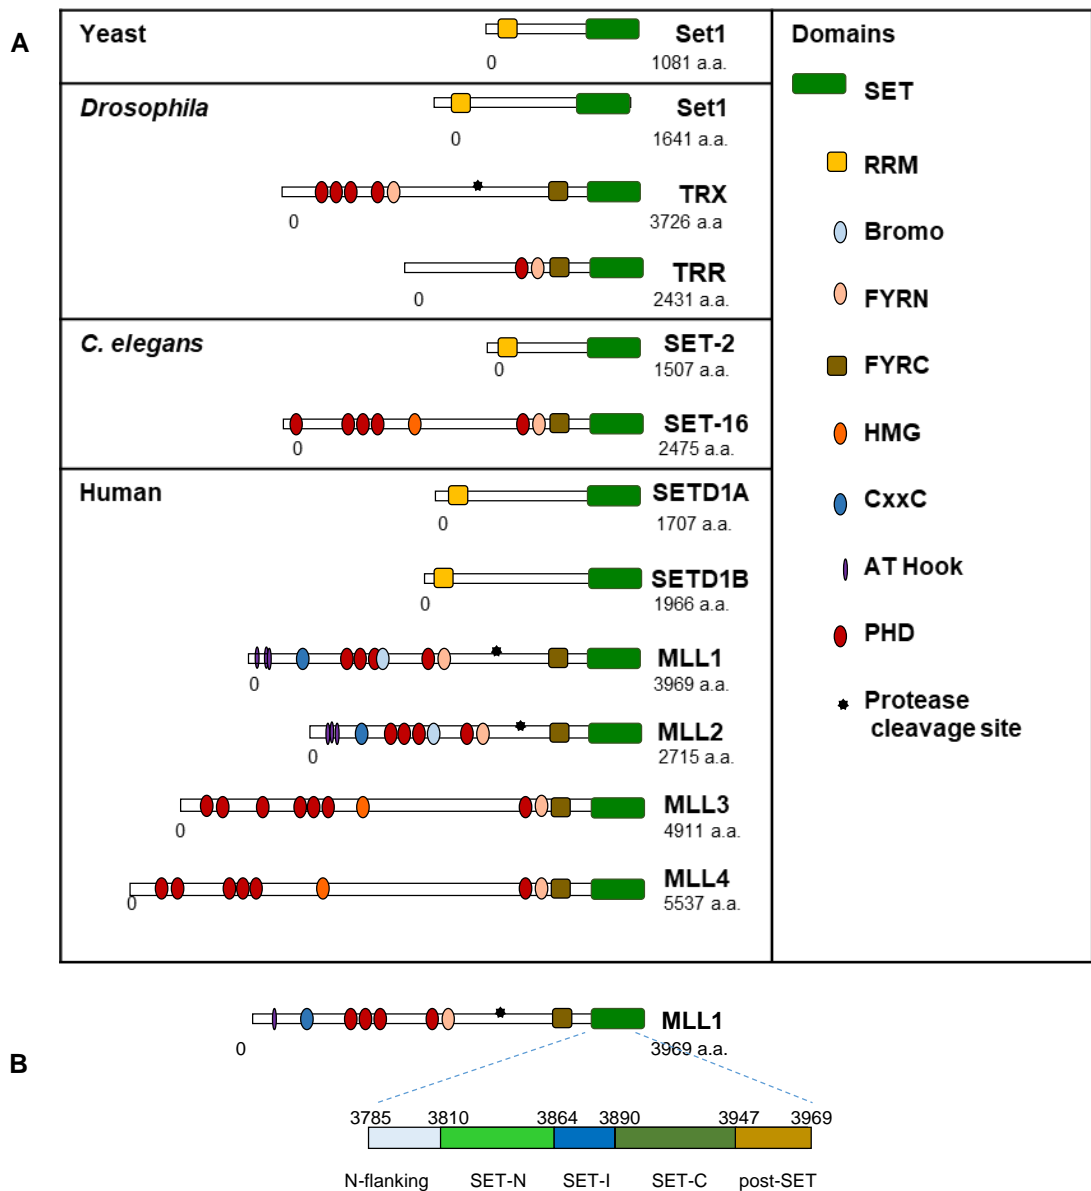 A
Yeast
Set1
0
1081 a.a.
Drosophila
Set1
0
1641 a.a.
TRX
0
3726 a.a
TRR
0
2431 a.a.
C. elegans
SET-2
0
1507 a.a.
SET-16
0
2475 a.a.
Human
SETD1A
0
1707 a.a.
SETD1B
0
1966 a.a.
MLL1
0
3969 a.a.
MLL2
0
2715 a.a.
MLL3
0
4911 a.a.
MLL4
0
5537 a.a.
Domains
SET
RRM
Bromo
FYRN
FYRC
HMG
CxxC
AT Hook
PHD
Protease
cleavage site
B
MLL1
0
3969 a.a.
3785 3810 3864 3890 3947 3969
N-flanking SET-N SET-I SET-C post-SET